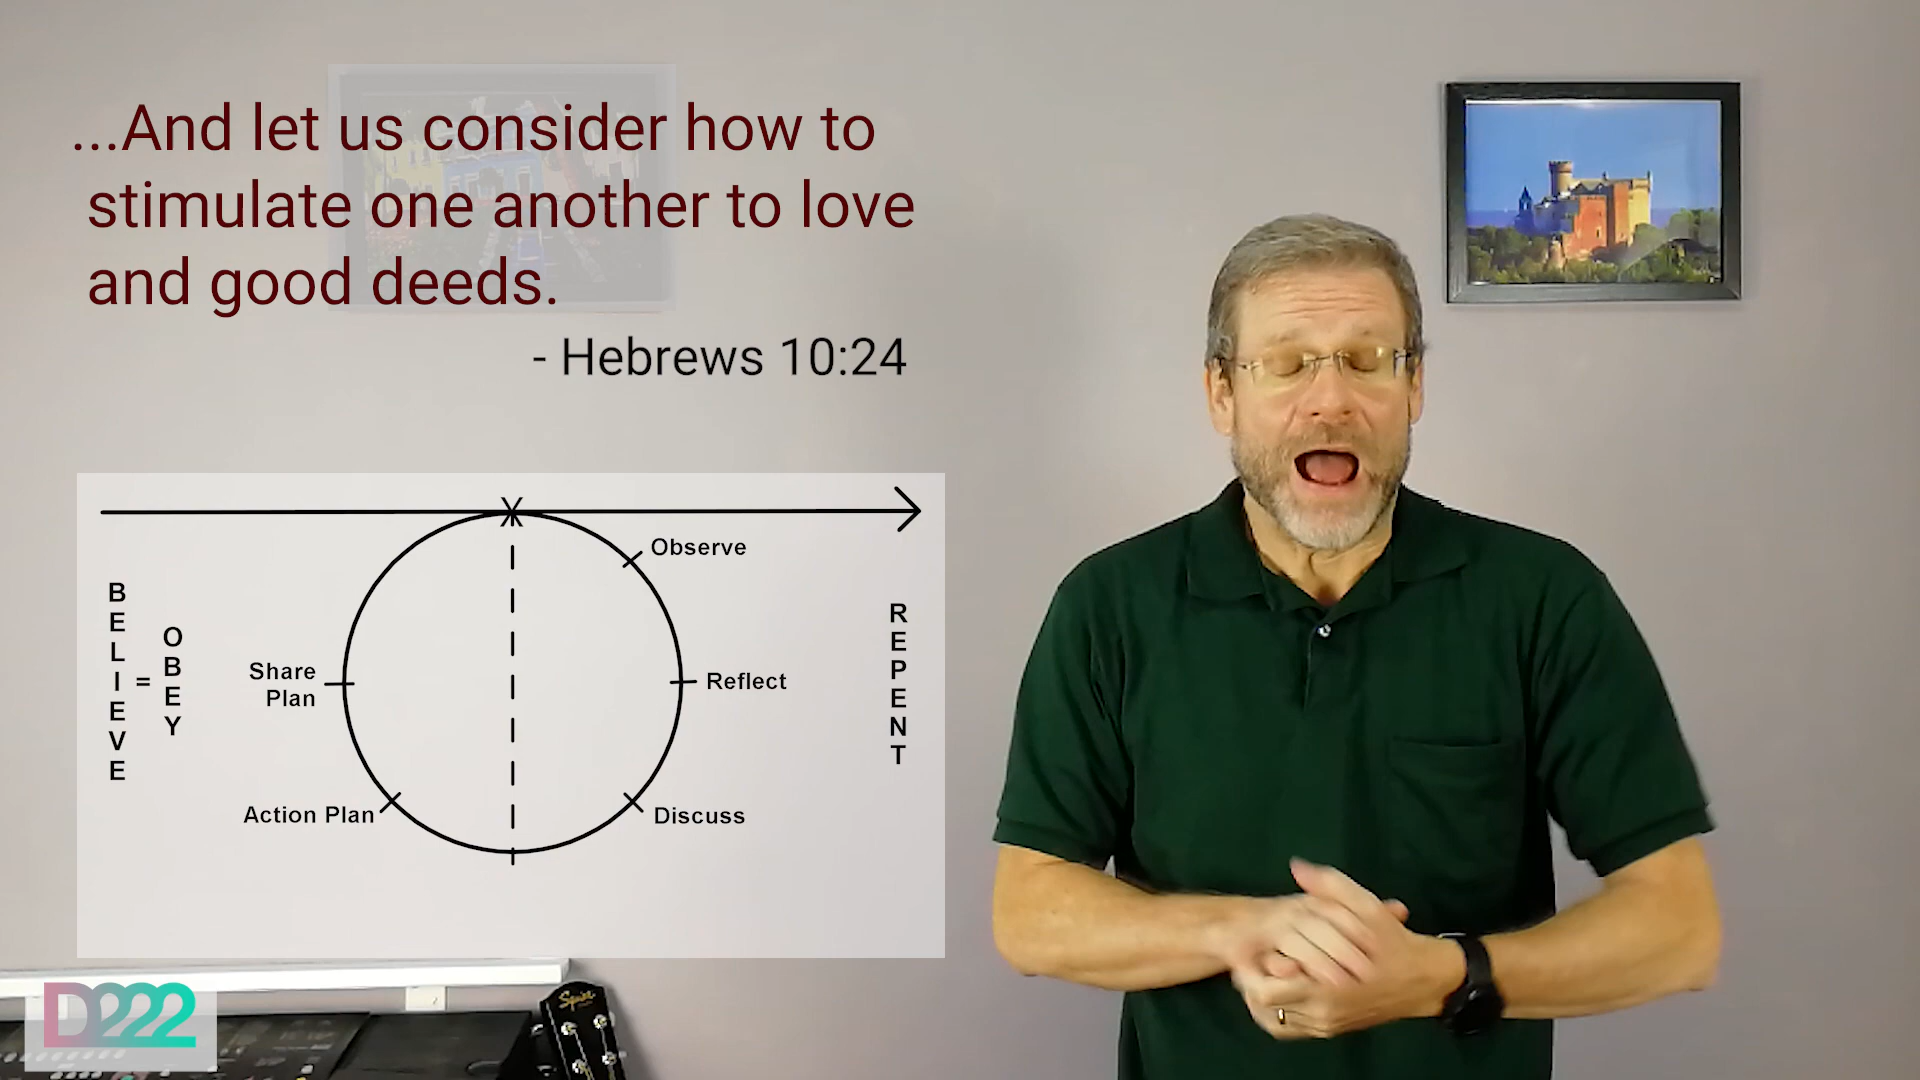 ...And let us consider how to
stimulate one another to love
and good deeds.
- Hebrews 10:24
X
Observe
BELIEVE
=
OBEY
REPENT
Share
Plan
Reflect
Action Plan
Discuss
D222
Squier